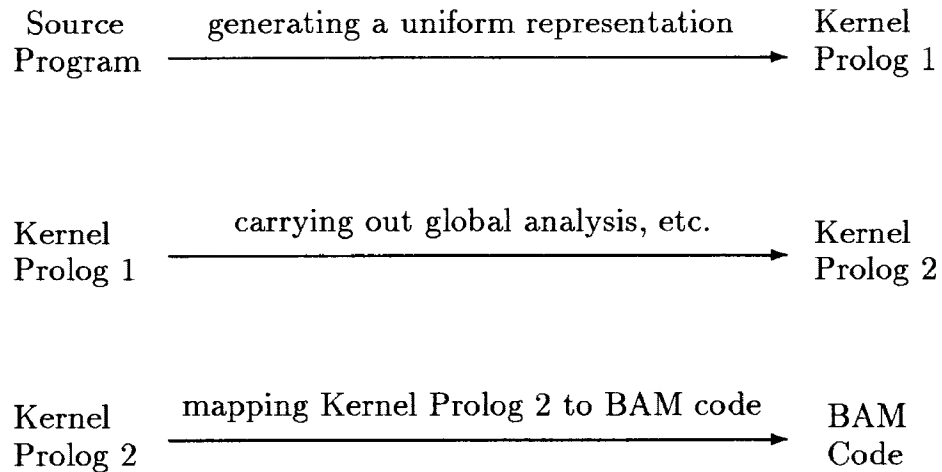 Source
Program
generating a uniform representation
Kernel
Prolog 1
Kernel
Prolog 1
carrying out global analysis, etc.
Kernel
Prolog 2
Kernel
Prolog 2
mapping Kernel Prolog 2 to BAM code
BAM
Code